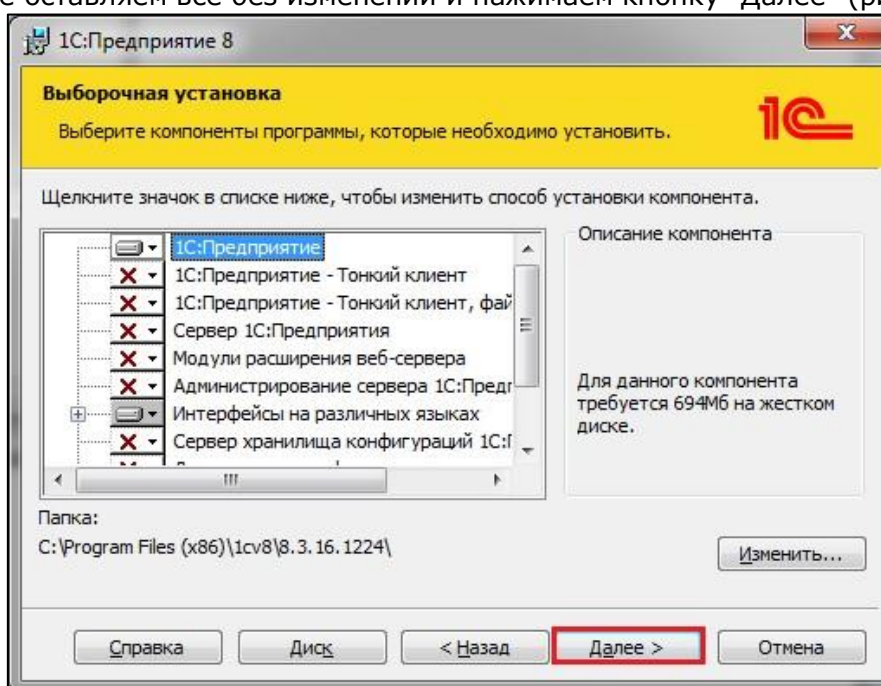 оставляем все без изменений и нажимаем кнопку "Далее"
1С:Предприятие 8
Выборочная установка
Выберите компоненты программы, которые необходимо установить.
1С
Щелкните значок в списке ниже, чтобы изменить способ установки компонента.
1С:Предприятие
1С:Предприятие - Тонкий клиент
1С:Предприятие - Тонкий клиент, фай
Сервер 1С:Предприятия
Модули расширения веб-сервера
Администрирование сервера 1С:Предп
Интерфейсы на различных языках
Сервер хранилища конфигураций 1С:П
Описание компонента
Для данного компонента
требуется 694Мб на жестком
диске.
Папка:
C:\Program Files (x86)\1cv8\8.3.16.1224\
Изменить...
Справка
Диск
< Назад
Далее >
Отмена